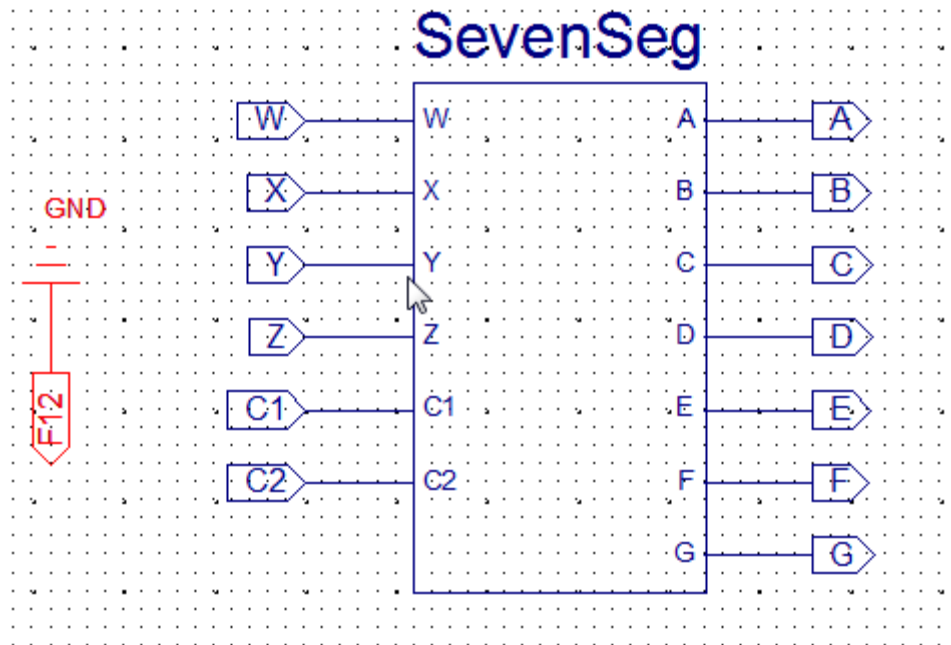 SevenSeg
W W A A
X X B B
GND
Y Y C C
Z Z D D
F12
C1 C1 E E
C2 C2 F F
G G